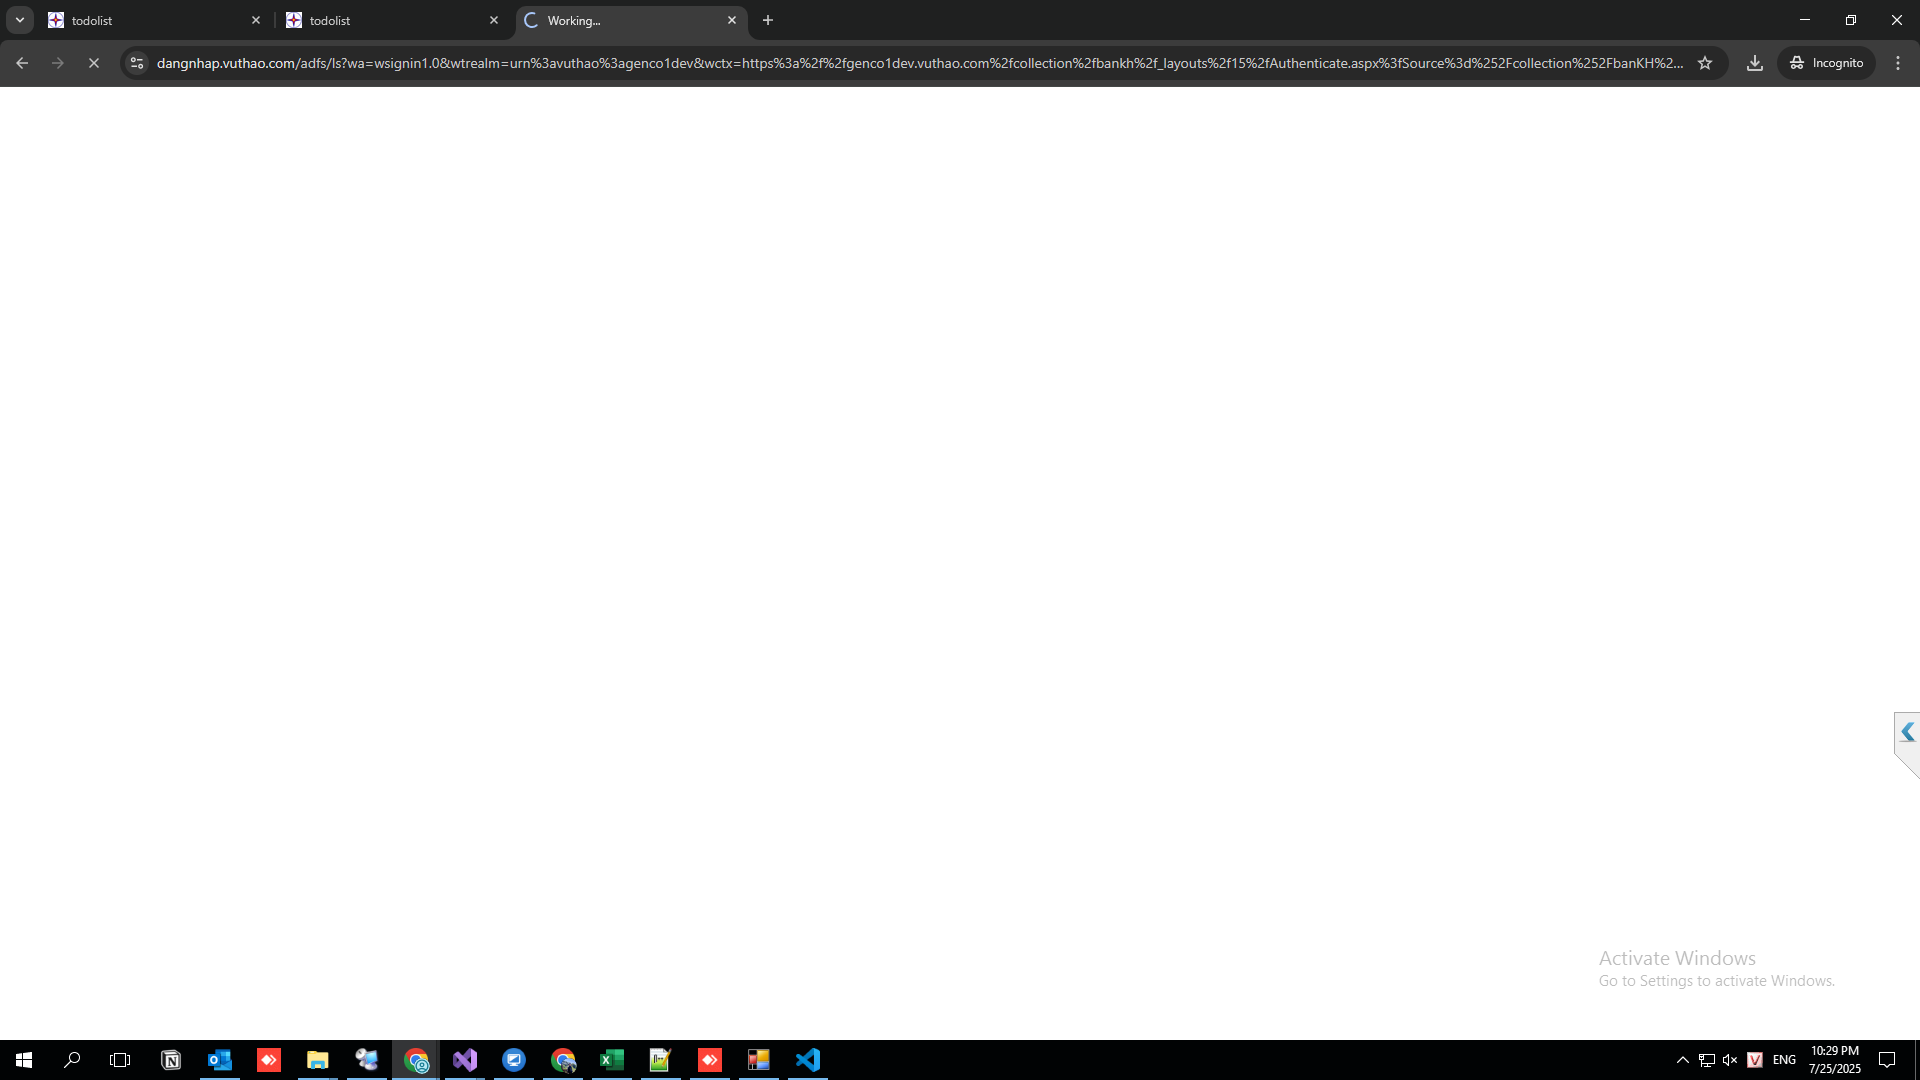 todolist
todolist
Working...
dangnhap.vuthao.com/adfs/ls?wa=wsignin1.0&wtrealm=urn%3avuthao%3agenco1dev&wctx=https%3a%2f%2fgenco1dev.vuthao.com%2fcollection%2fbankh%2f_layouts%2f15%2fAuthenticate.aspx%3fSource%3d%252Fcollection%252FbanKH%2...
Incognito
Activate Windows
Go to Settings to activate Windows.
ENG
10:29 PM
7/25/2025